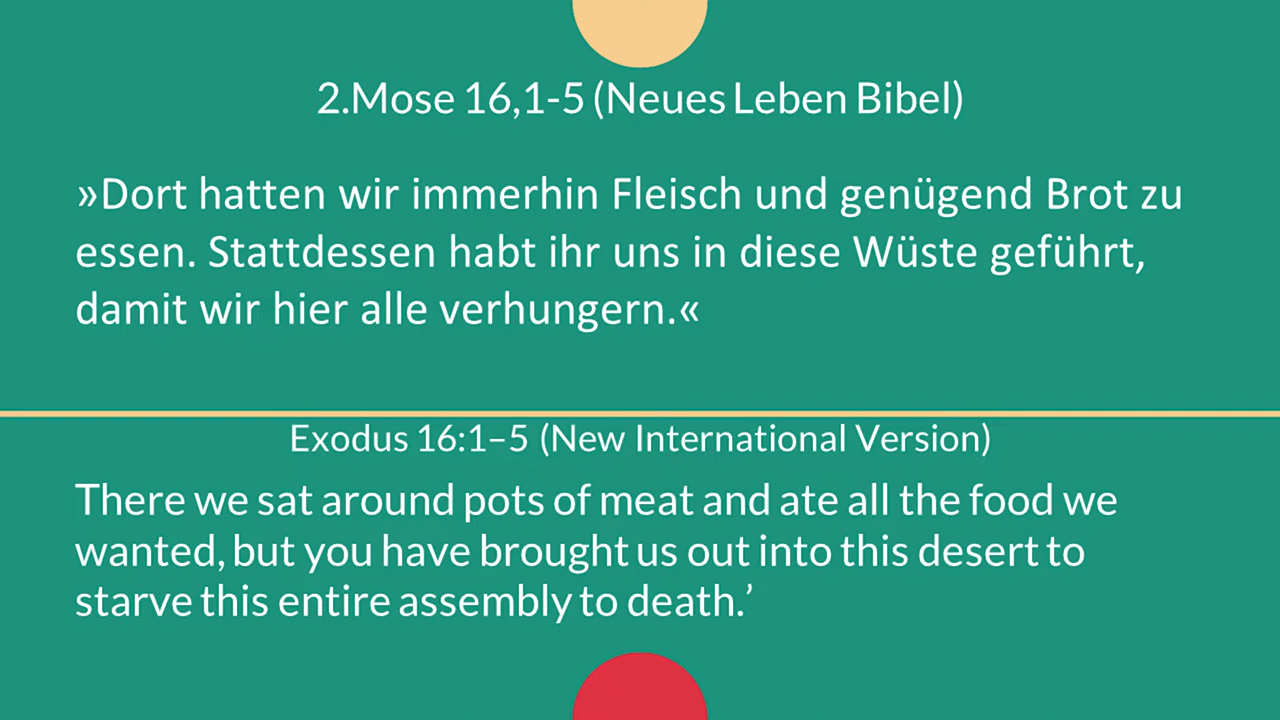 2.Mose 16,1-5 (Neues Leben Bibel)
»Dort hatten wir immerhin Fleisch und genügend Brot zu
essen. Stattdessen habt ihr uns in diese Wüste geführt,
damit wir hier alle verhungern.«
Exodus 16:1–5 (New International Version)
There we sat around pots of meat and ate all the food we
wanted, but you have brought us out into this desert to
starve this entire assembly to death.’